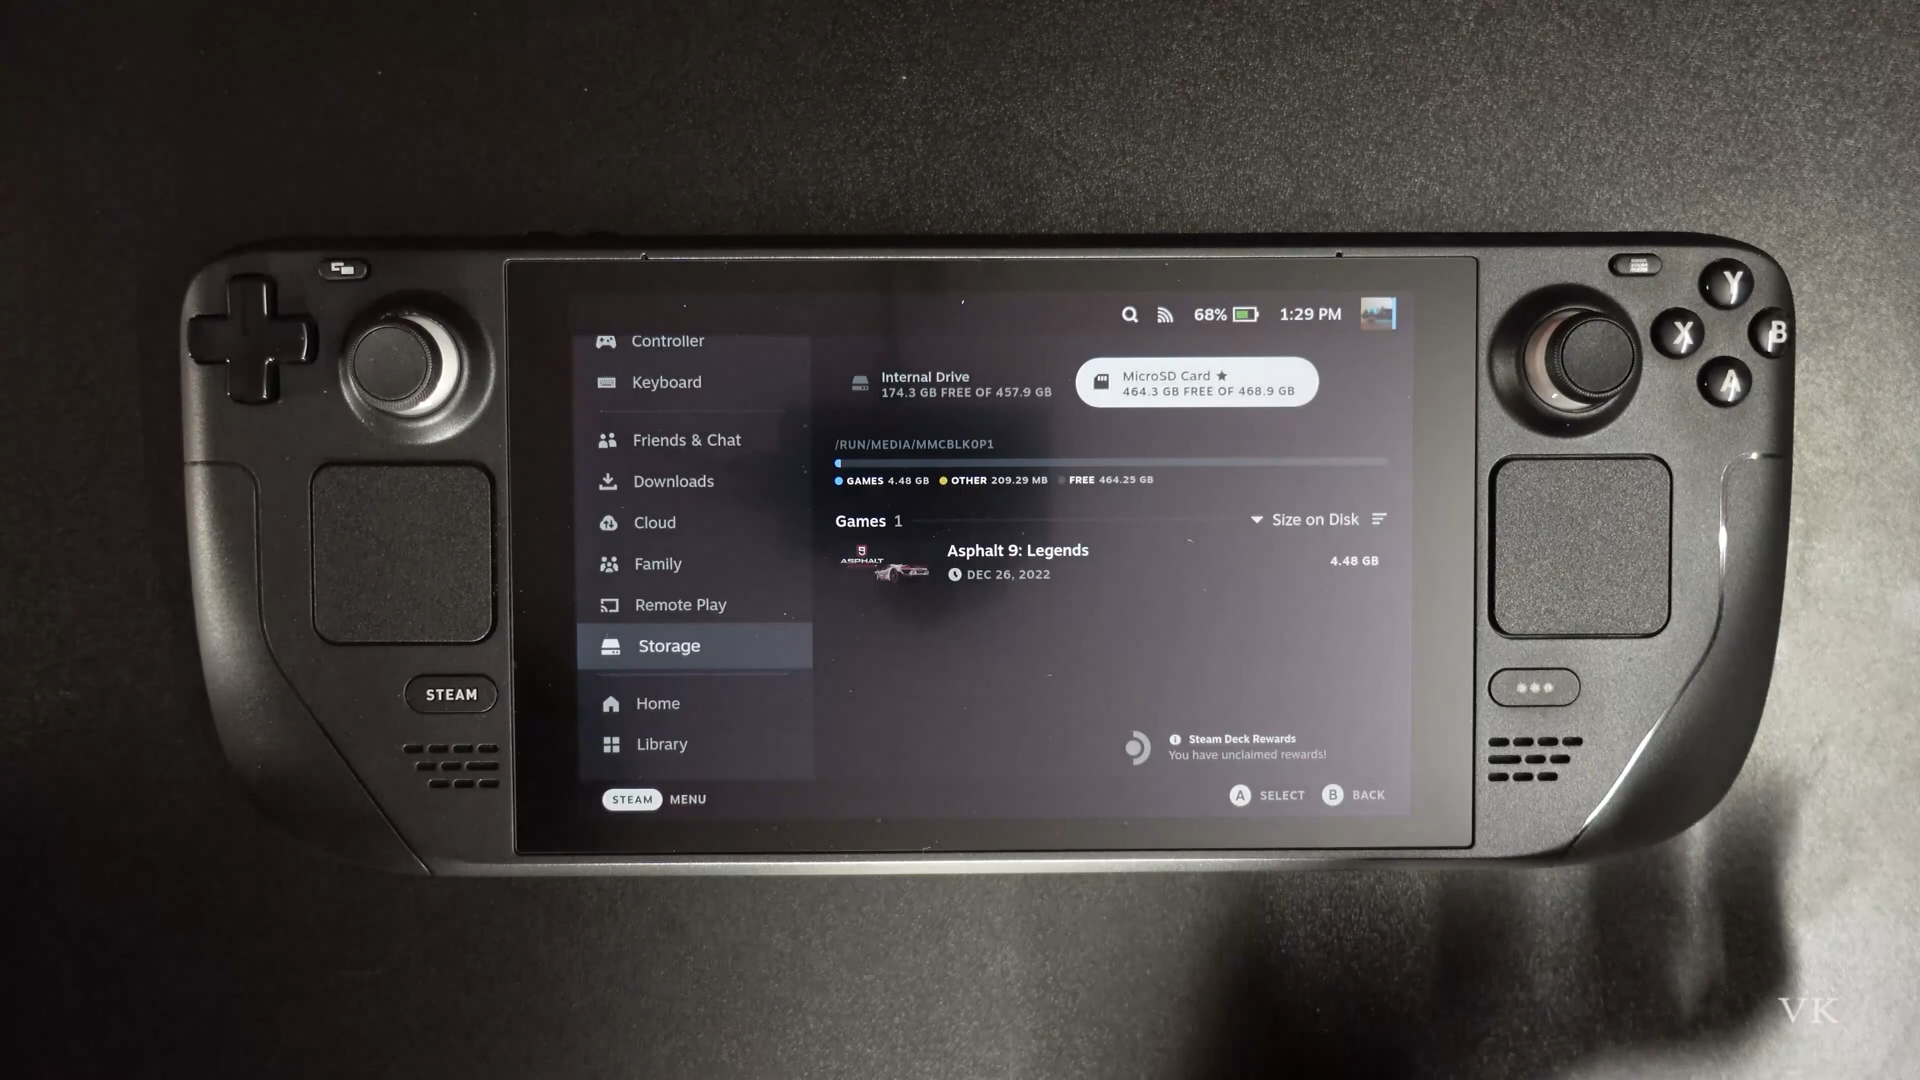 68% 1:29 PM
Controller
Keyboard
Friends & Chat
Downloads
Cloud
Family
Remote Play
Storage
Home
Library
Internal Drive
174.3 GB FREE OF 457.9 GB
MicroSD Card ★
464.3 GB FREE OF 468.9 GB
/RUN/MEDIA/MMCBLK0P1
GAMES 4.48 GB OTHER 209.29 MB FREE 464.25 GB
Games 1
Size on Disk
9
ASPHALT
Asphalt 9: Legends
4.48 GB
DEC 26, 2022
Steam Deck Rewards
You have unclaimed rewards!
STEAM MENU
A SELECT B BACK
STEAM
Y
X
B
A
VK